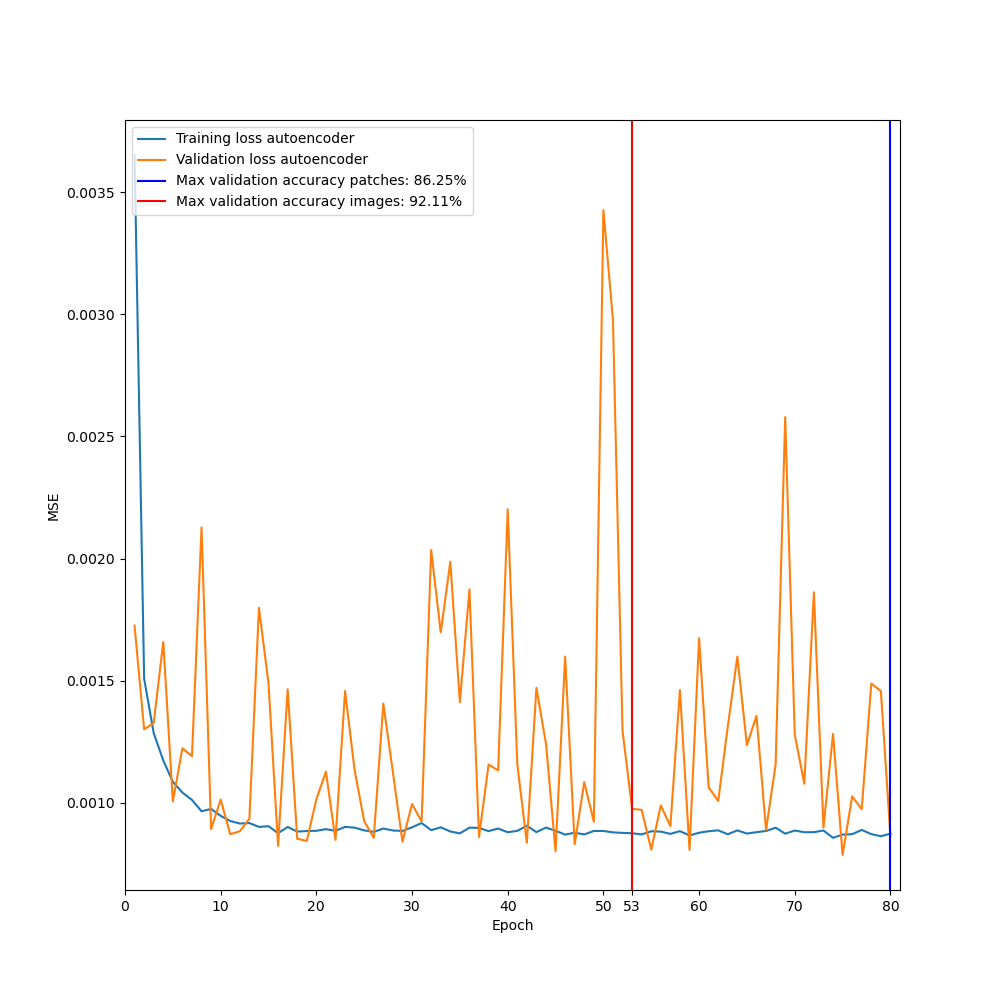 Training loss autoencoder
Validation loss autoencoder
Max validation accuracy patches: 86.25%
Max validation accuracy images: 92.11%
0.0035
0.0030
0.0025
0.0020
0.0015
0.0010
MSE
0 10 20 30 40 50 53 60 70 80
Epoch